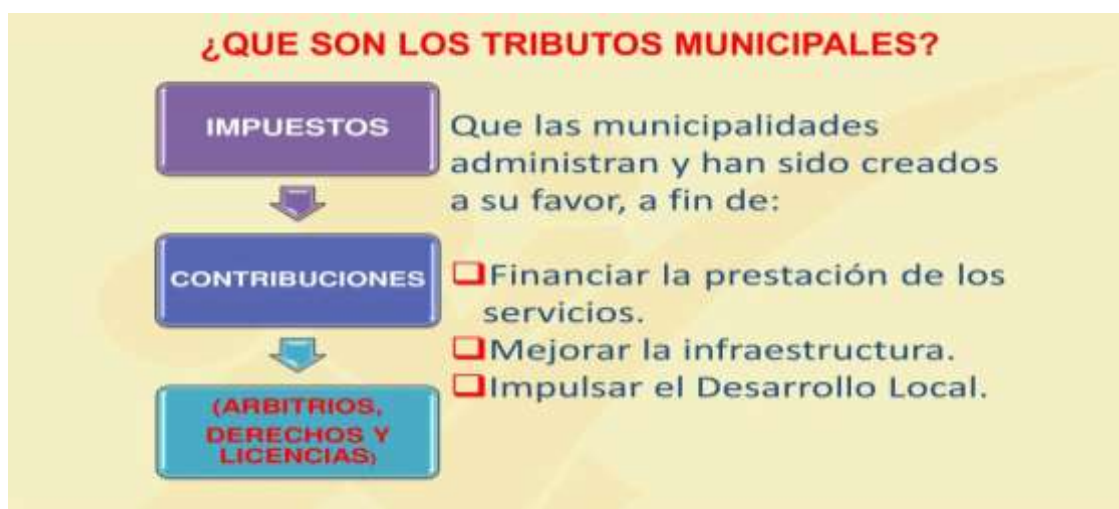 ¿QUE SON LOS TRIBUTOS MUNICIPALES?
IMPUESTOS
CONTRIBUCIONES
(ARBITRIOS,
DERECHOS Y
LICENCIAS)
Que las municipalidades
administran y han sido creados
a su favor, a fin de:
Financiar la prestación de los
servicios.
Mejorar la infraestructura.
Impulsar el Desarrollo Local.